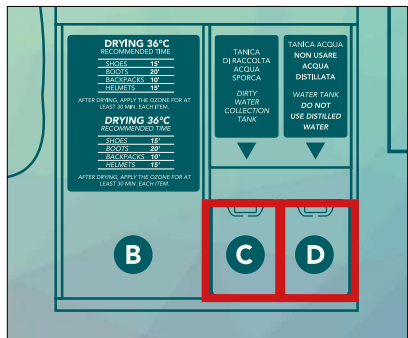 DRYING 36°C
RECOMMENDED TIME
SHOES 15'
BOOTS 20'
BACKPACKS 10'
HELMETS 15'
AFTER DRYING, APPLY THE OZONE FOR AT
LEAST 30 MIN. EACH ITEM.
DRYING 36°C
RECOMMENDED TIME
SHOES 15'
BOOTS 20'
BACKPACKS 10'
HELMETS 15'
AFTER DRYING, APPLY THE OZONE FOR AT
LEAST 30 MIN. EACH ITEM.
TANICA
DI RACCOLTA
ACQUA
SPORCA
DIRTY
WATER
COLLECTION
TANK
TANICA ACQUA
NON USARE
ACQUA
DISTILLATA
WATER TANK
DO NOT
USE DISTILLED
WATER
B
C
D